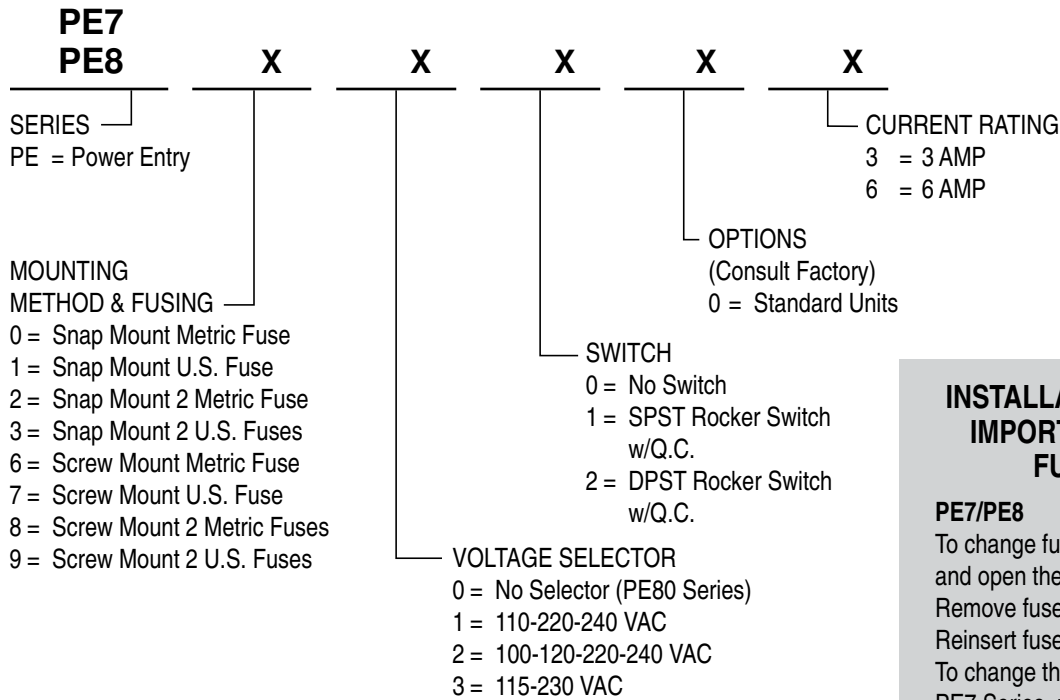 PE7
PE8 X X X X X
SERIES
PE = Power Entry
MOUNTING
METHOD & FUSING
0 = Snap Mount Metric Fuse
1 = Snap Mount U.S. Fuse
2 = Snap Mount 2 Metric Fuse
3 = Snap Mount 2 U.S. Fuses
6 = Screw Mount Metric Fuse
7 = Screw Mount U.S. Fuse
8 = Screw Mount 2 Metric Fuses
9 = Screw Mount 2 U.S. Fuses
VOLTAGE SELECTOR
0 = No Selector (PE80 Series)
1 = 110-220-240 VAC
2 = 100-120-220-240 VAC
3 = 115-230 VAC
SWITCH
0 = No Switch
1 = SPST Rocker Switch
w/Q.C.
2 = DPST Rocker Switch
w/Q.C.
OPTIONS
(Consult Factory)
0 = Standard Units
CURRENT RATING
3 = 3 AMP
6 = 6 AMP
PE7/PE8
To change
and open the
Remove fuse
Reinsert fuse
To change
PE7 Series